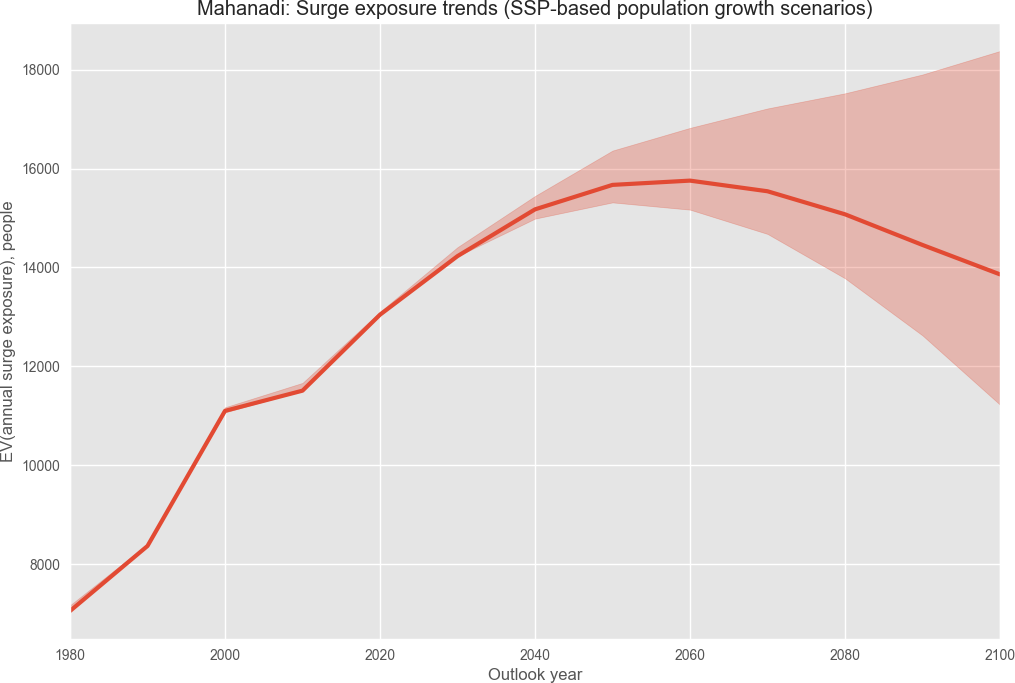 Mahanadi: Surge exposure trends (SSP-based population growth scenarios)
EV(annual surge exposure), people
18000
16000
14000
12000
10000
8000
1980 2000 2020 2040 2060 2080 2100
Outlook year